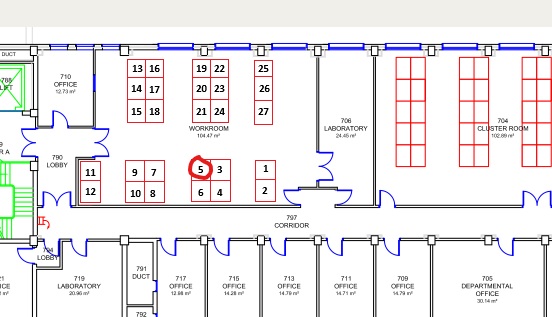 DUCT
788
LIFT
710
OFFICE
12.73 m²
13 16
14 17
15 18
19 22
20 23
21 24
25
26
27
WORKROOM
104.47 m²
706
LABORATORY
24.45 m²
704
CLUSTER ROOM
102.89 m²
R A
790
LOBBY
11
12
9 7
10 8
5 3
6 4
1
2
797
CORRIDOR
794
LOBBY
719
LABORATORY
20.96 m²
791
DUCT
792
717
OFFICE
12.98 m²
715
OFFICE
14.28 m²
713
OFFICE
14.79 m²
711
OFFICE
14.71 m²
709
OFFICE
14.79 m²
705
DEPARTMENTAL
OFFICE
30.14 m²